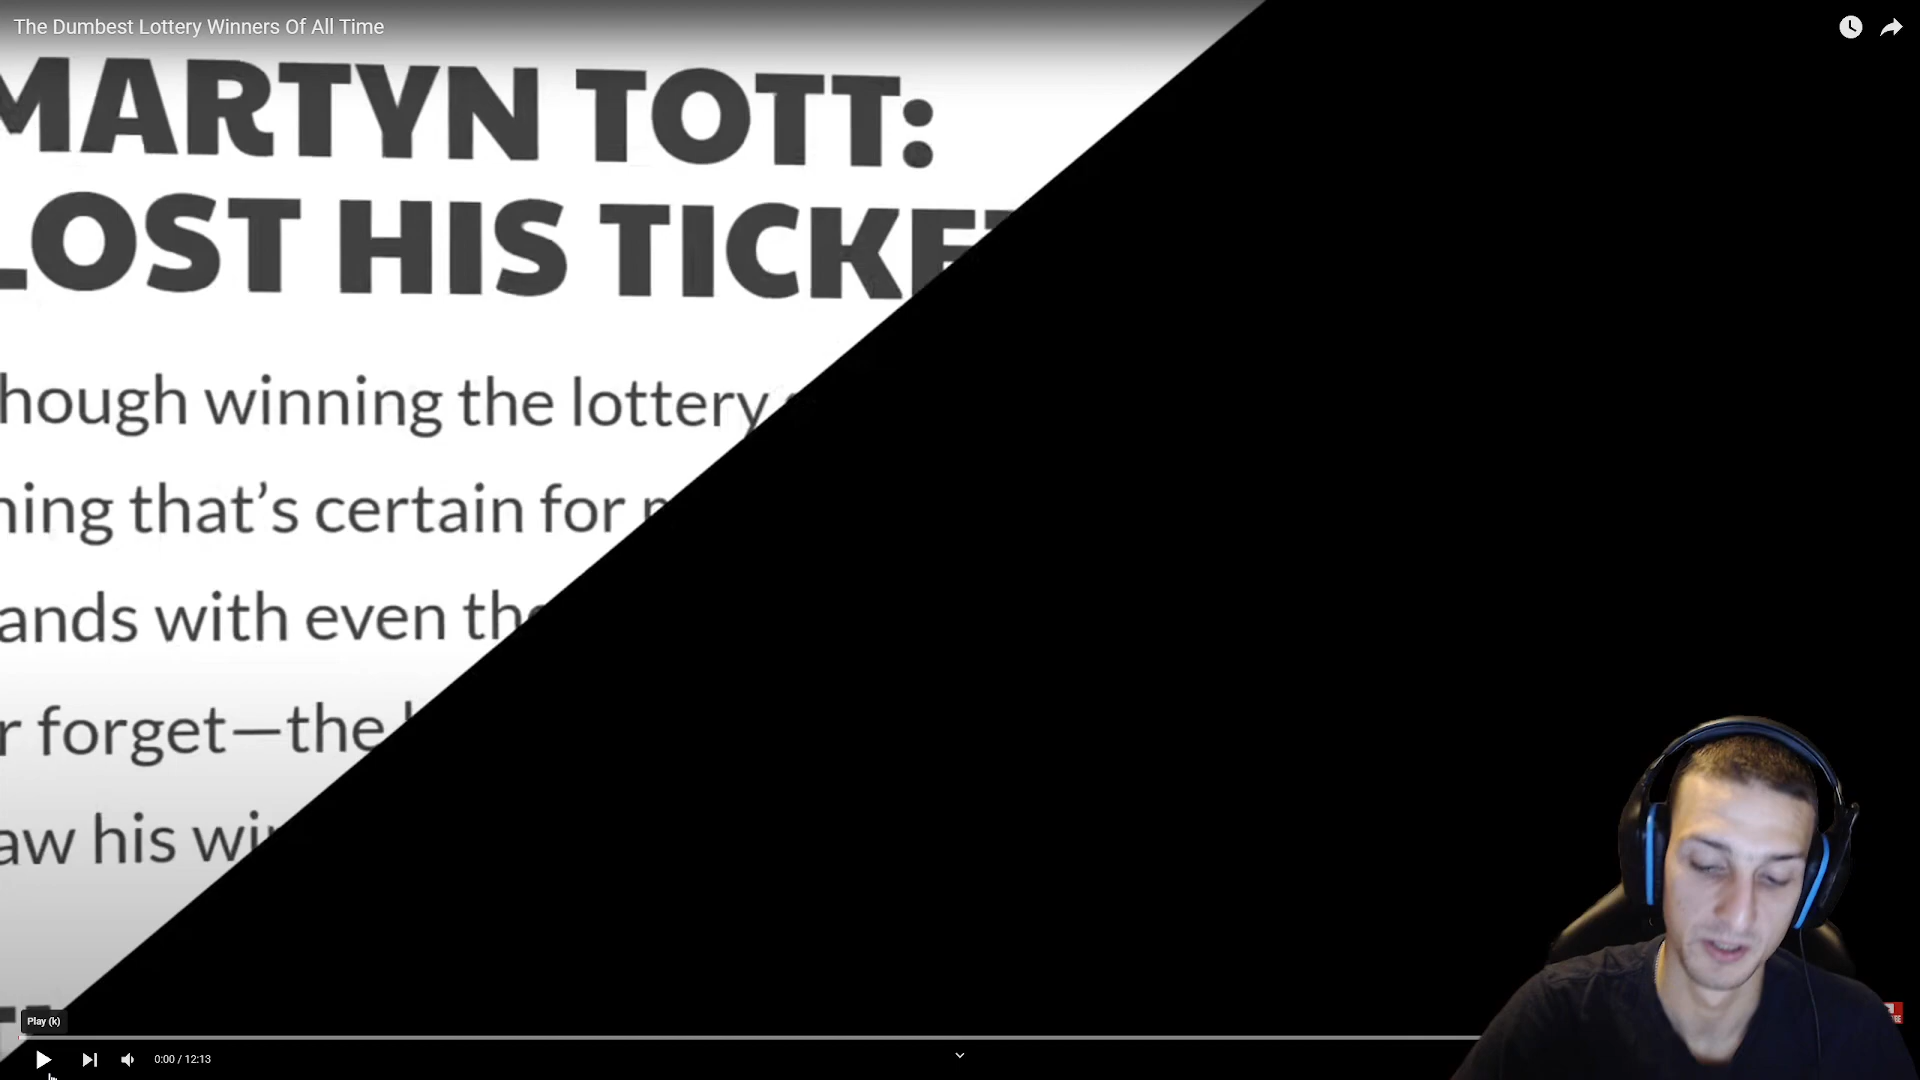 The Dumbest Lottery Winners Of All Time
MARTYN TOTT:
LOST HIS TICKE
hough winning the lottery
ning that’s certain for
ands with even the
r forget—the
aw his
Play (k)
0:00 / 12:13